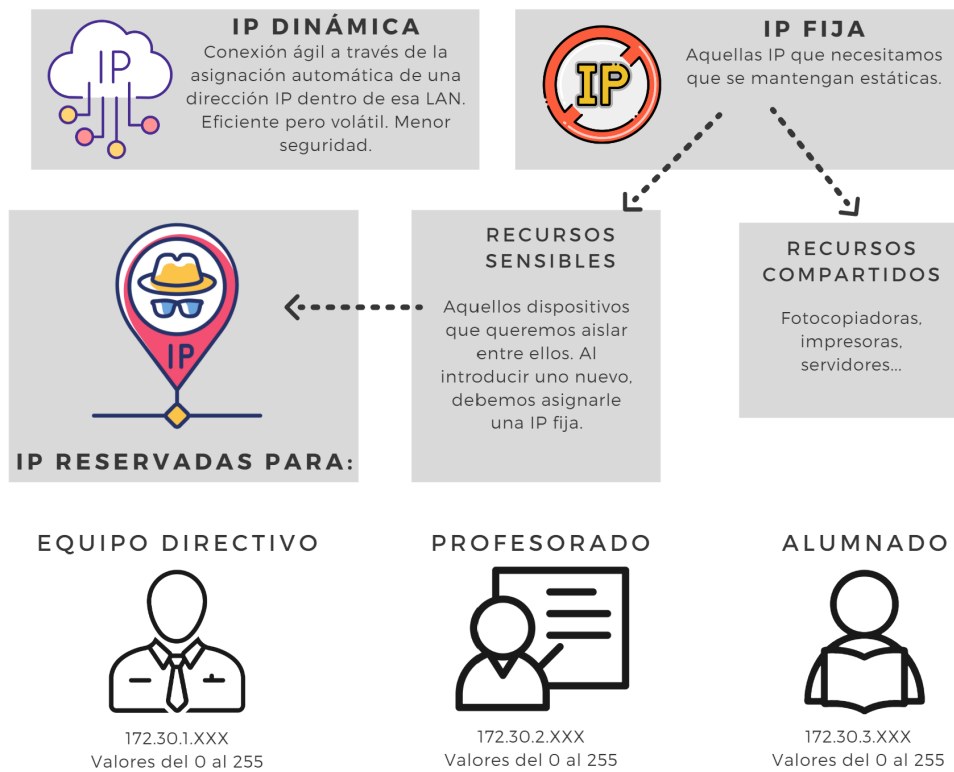 IP DINÁMICA
Conexión ágil a través de la
asignación automática de una
dirección IP dentro de esa LAN.
Eficiente pero volátil. Menor
seguridad.
IP
IP FIJA
Aquellas IP que necesitamos
que se mantengan estáticas.
IP
IP
IP RESERVADAS PARA:
RECURSOS
SENSIBLES
Aquellos dispositivos
que queremos aislar
entre ellos. Al
introducir uno nuevo,
debemos asignarle
una IP fija.
RECURSOS
COMPARTIDOS
Fotocopiadoras,
impresoras,
servidores...
EQUIPO DIRECTIVO
172.30.1.XXX
Valores del 0 al 255
PROFESORADO
172.30.2.XXX
Valores del 0 al 255
ALUMNADO
172.30.3.XXX
Valores del 0 al 255